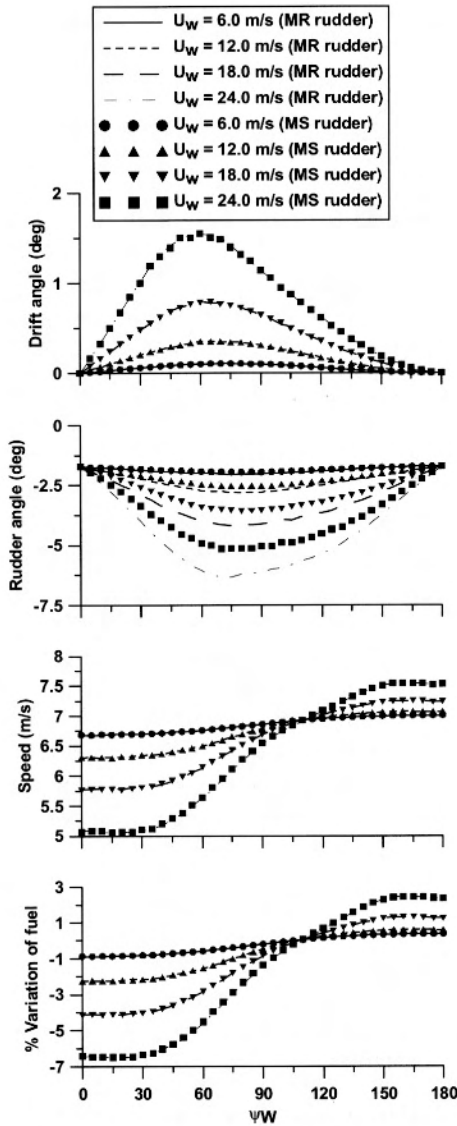 U_W = 6.0 m/s (MR rudder)
U_W = 12.0 m/s (MR rudder)
U_W = 18.0 m/s (MR rudder)
U_W = 24.0 m/s (MR rudder)
U_W = 6.0 m/s (MS rudder)
U_W = 12.0 m/s (MS rudder)
U_W = 18.0 m/s (MS rudder)
U_W = 24.0 m/s (MS rudder)
2
1
0
Drift angle (deg)
0
-2.5
-5
-7.5
Rudder angle (deg)
8
7.5
7
6.5
6
5.5
5
Speed (m/s)
3
1
-1
-3
-5
-7
% Variation of fuel
0 30 60 90 120 150 180
ψW